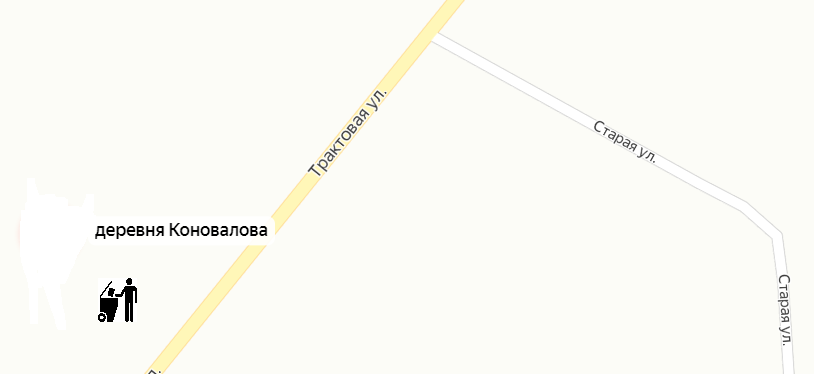 Трактовая ул.
Старая ул.
деревня Коновалова
Старая ул.